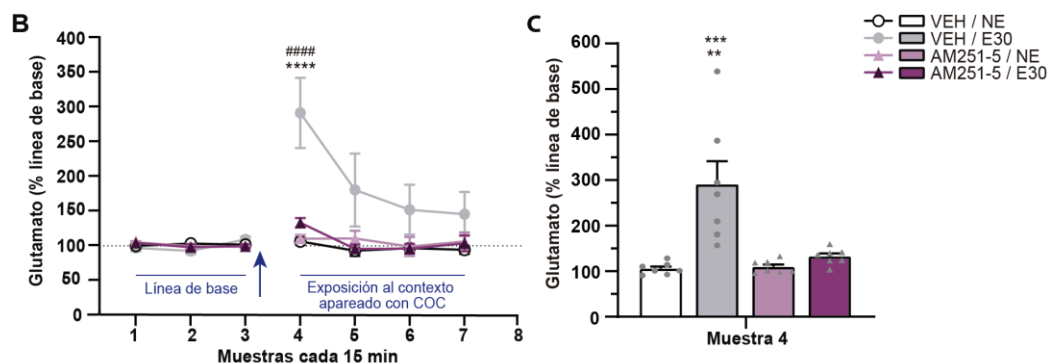 B
Glutamato (% línea de base)
400
350
300
250
200
150
100
50
0
####
****
Línea de base
Exposición al contexto
apareado con COC
1 2 3 4 5 6 7 8
Muestras cada 15 min
C
Glutamato (% línea de base)
600
500
400
300
200
100
0
***
**
Muestra 4
VEH / NE
VEH / E30
AM251-5 / NE
AM251-5 / E30